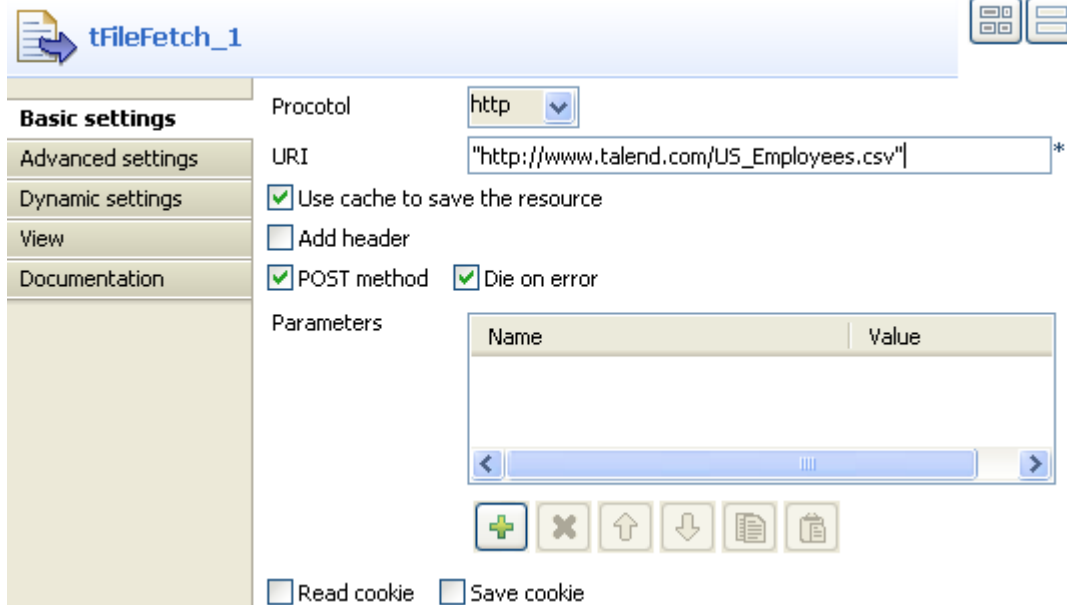 tFileFetch_1
Basic settings
Advanced settings
Dynamic settings
View
Documentation
Procotol http
URI "http://www.talend.com/US_Employees.csv" *
Use cache to save the resource
Add header
POST method Die on error
Parameters
Name Value
Read cookie Save cookie